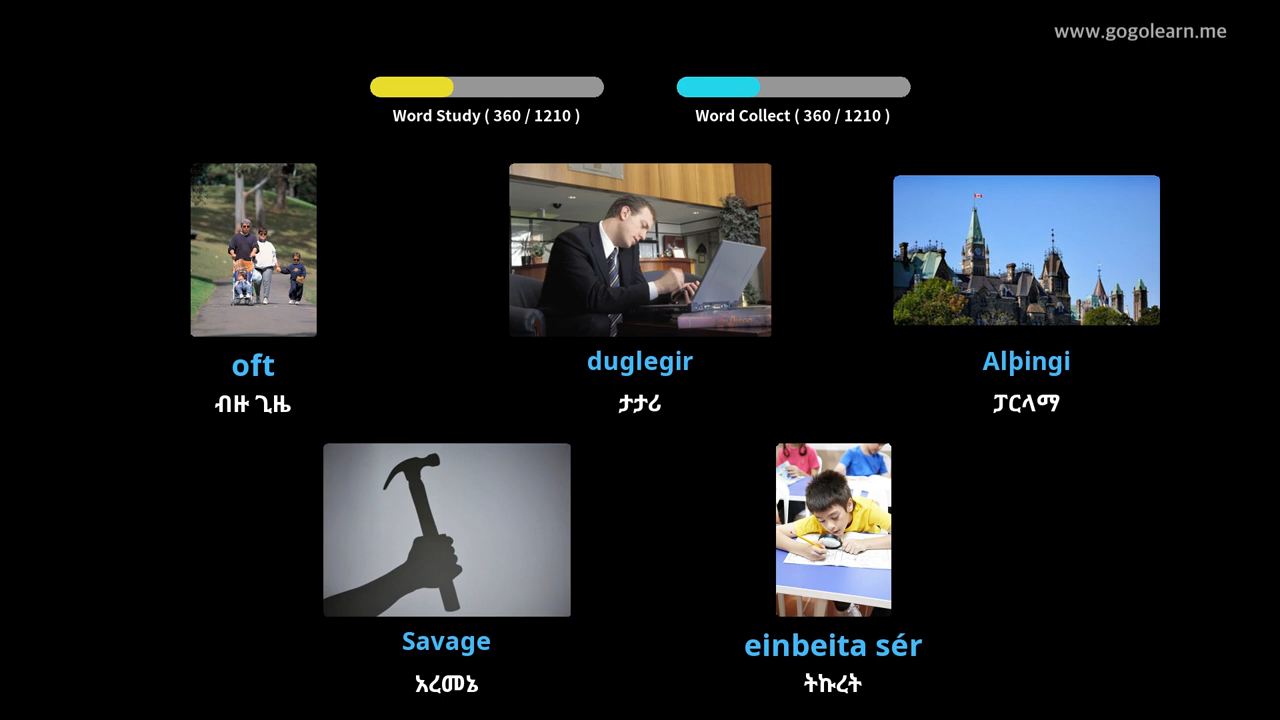 www.gogolearn.me
Word Study ( 360 / 1210 )
Word Collect ( 360 / 1210 )
oft
ብዙ ጊዜ
duglegir
ታታሪ
Alþingi
ፓርላማ
Savage
አረመኔ
einbeita sér
ትኩረት